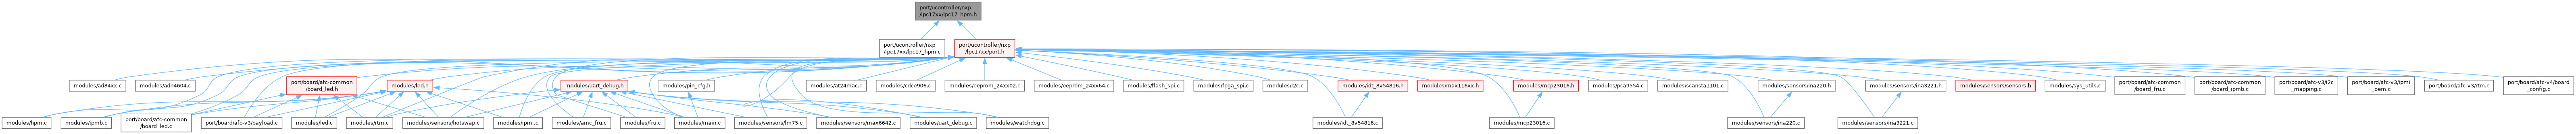 port/ucontroller/nxp
/lpc17xx/lpc17_hpm.h
port/ucontroller/nxp
/lpc17xx/lpc17_hpm.c
port/ucontroller/nxp
/lpc17xx/port.h
modules/ad84xx.c
modules/adn4604.c
port/board/afc-common
/board_led.h
modules/led.h
modules/uart_debug.h
modules/pin_cfg.h
modules/at24mac.c
modules/cdce906.c
modules/eeprom_24xx02.c
modules/eeprom_24xx64.c
modules/flash_spi.c
modules/fpga_spi.c
modules/i2c.c
modules/idt_8v54816.h
modules/max116xx.h
modules/mcp23016.h
modules/pca9554.c
modules/scansta1101.c
modules/sensors/ina220.h
modules/sensors/ina3221.h
modules/sensors/sensors.h
modules/sys_utils.c
port/board/afc-common
/board_fru.c
port/board/afc-common
/board_ipmb.c
port/board/afc-v3/i2c
_mapping.c
port/board/afc-v3/ipmi
_oem.c
port/board/afc-v3/rtm.c
port/board/afc-v4/board
_config.c
modules/hpm.c
modules/ipmb.c
port/board/afc-common
/board_led.c
port/board/afc-v3/payload.c
modules/led.c
modules/rtm.c
modules/sensors/hotswap.c
modules/ipmi.c
modules/amc_fru.c
modules/fru.c
modules/main.c
modules/sensors/lm75.c
modules/sensors/max6642.c
modules/uart_debug.c
modules/watchdog.c
modules/idt_8v54816.c
modules/mcp23016.c
modules/sensors/ina220.c
modules/sensors/ina3221.c